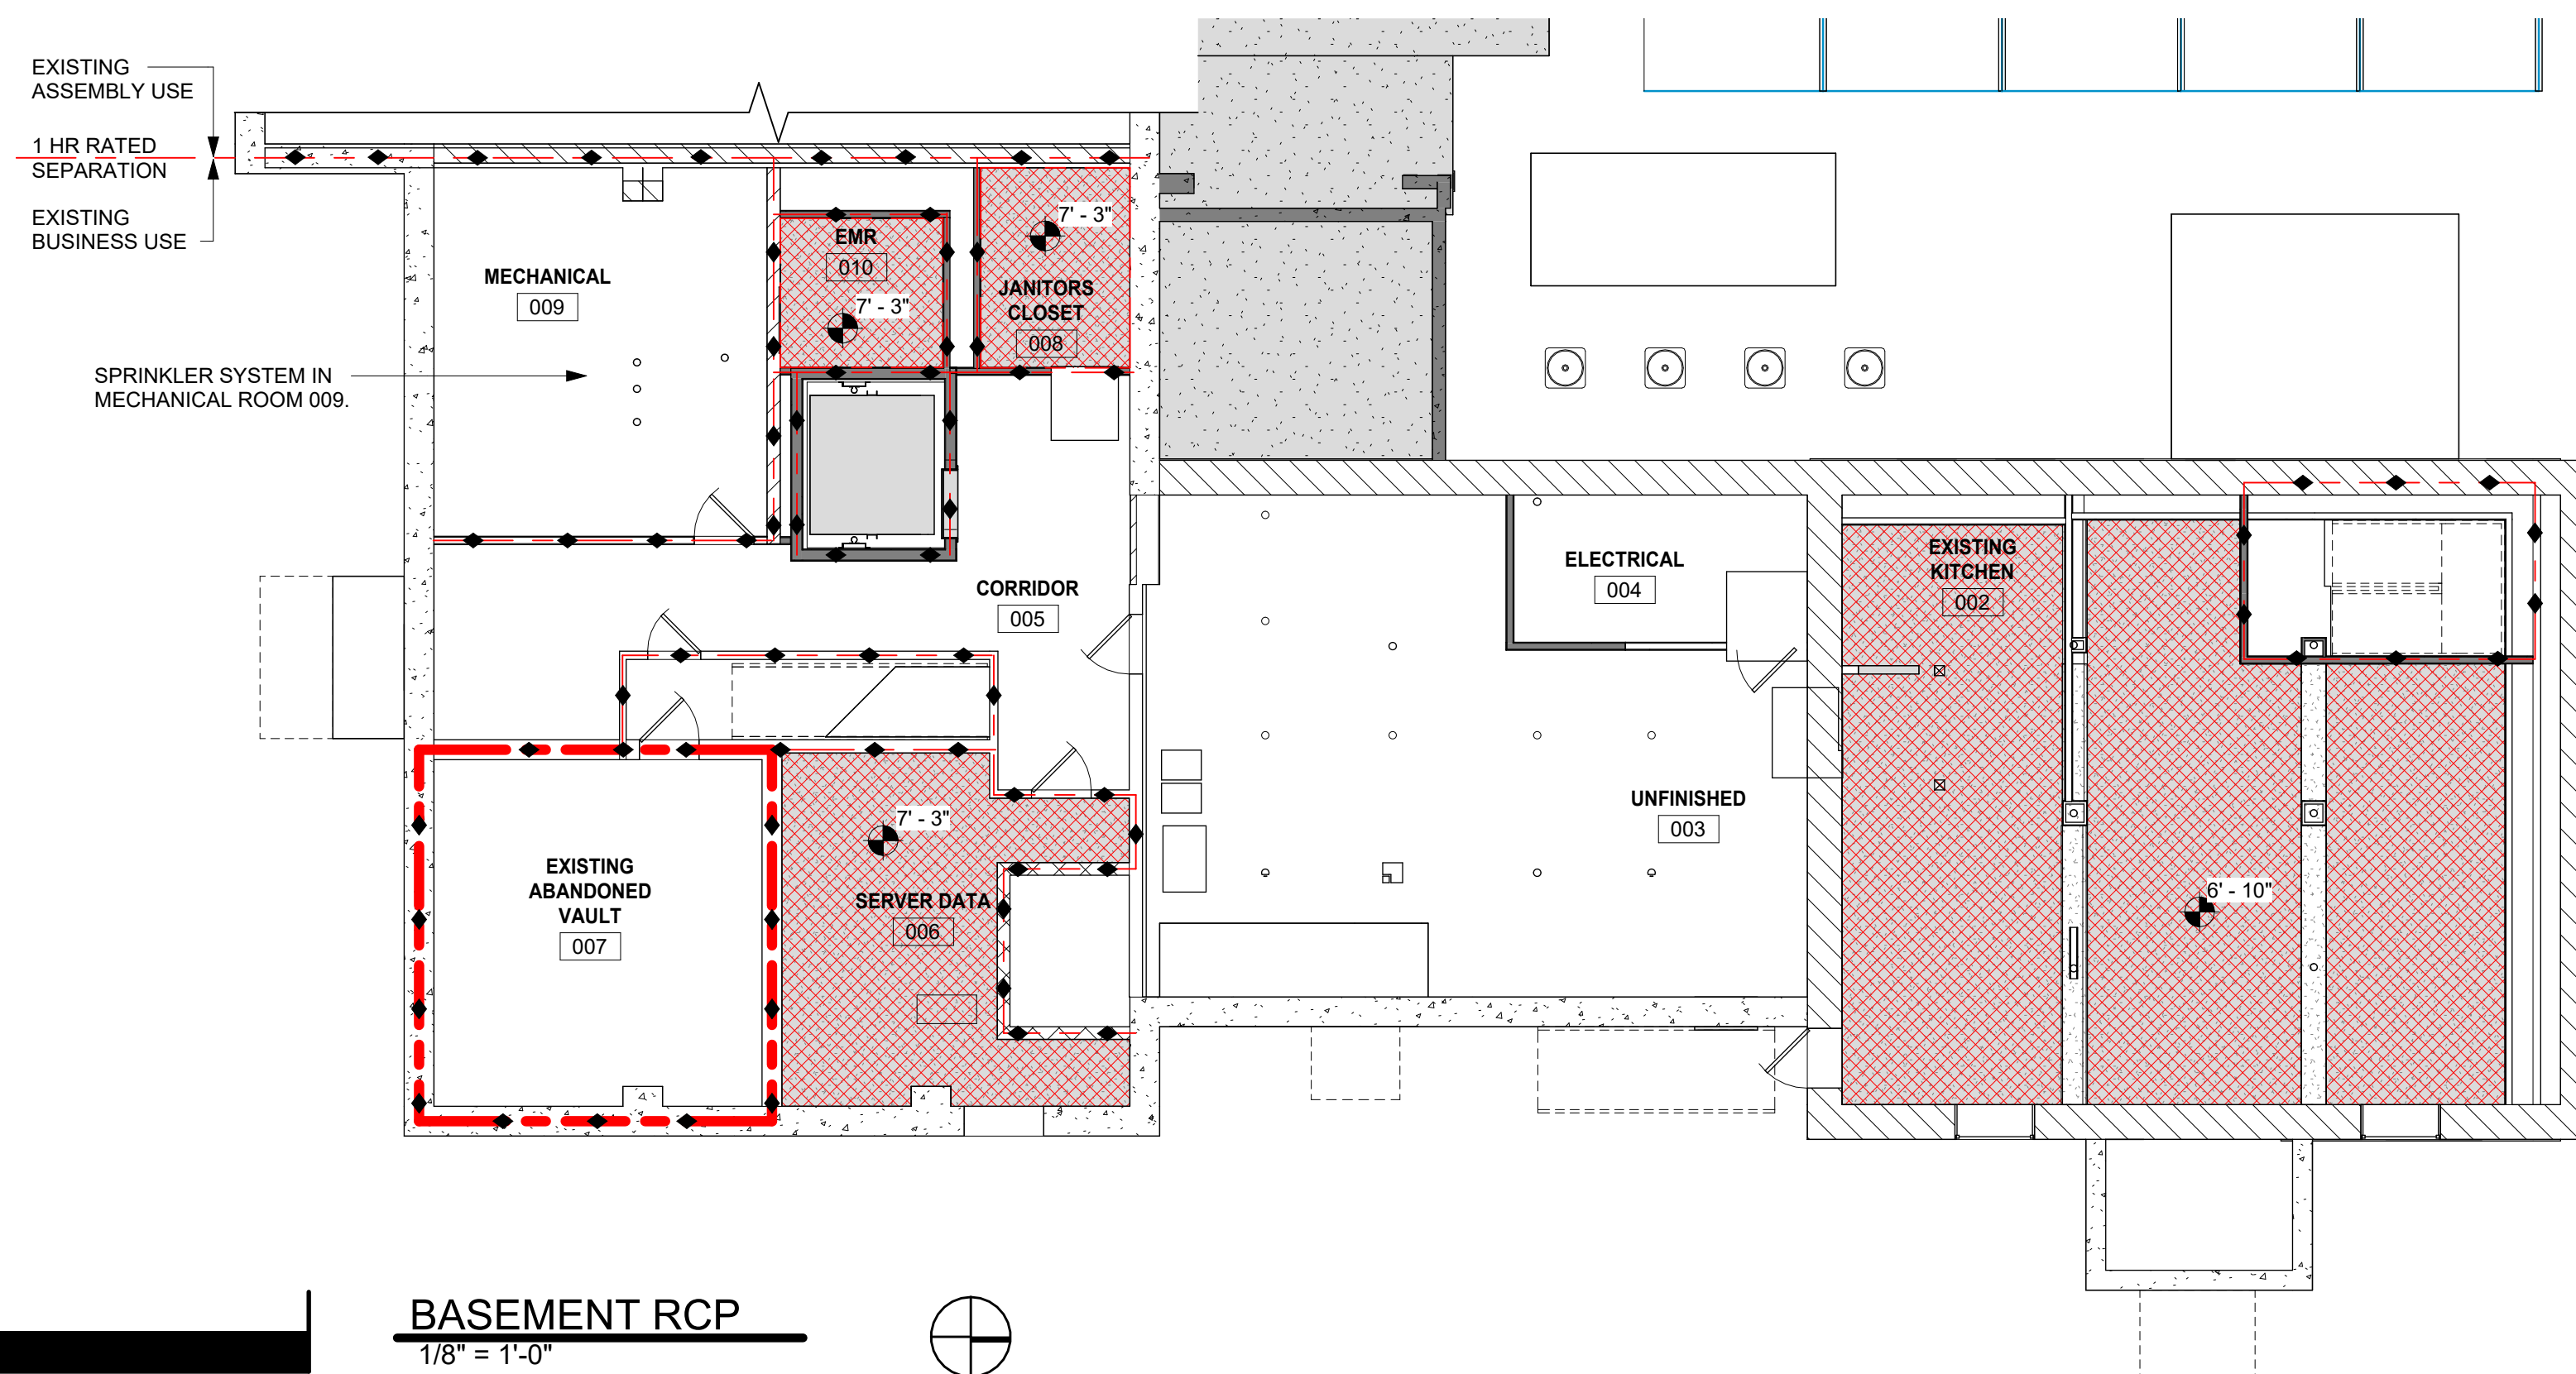 EXISTING
ASSEMBLY USE
1 HR RATED
SEPARATION
EXISTING
BUSINESS USE
MECHANICAL
009
SPRINKLER SYSTEM IN
MECHANICAL ROOM 009.
EMR
010
7' - 3"
7' - 3"
JANITORS
CLOSET
008
CORRIDOR
005
ELECTRICAL
004
EXISTING
KITCHEN
002
UNFINISHED
003
7' - 3"
SERVER DATA
006
EXISTING
ABANDONED
VAULT
007
6' - 10"
BASEMENT RCP
1/8" = 1'-0"